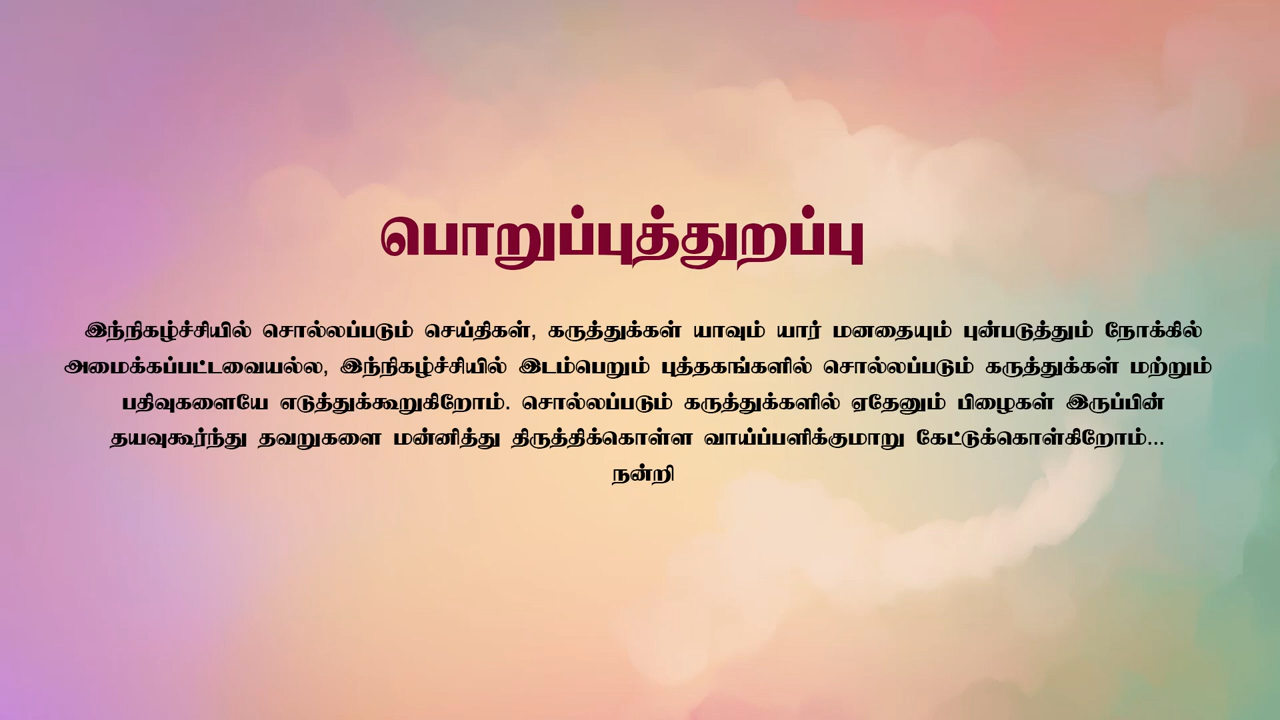 பொறுப்புத்துறப்பு
இந்நிகழ்ச்சியில் சொல்லப்படும் செய்திகள், கருத்துக்கள் யாவும் யார் மனதையும் புன்படுத்தும் நோக்கில்
அமைக்கப்பட்டவையல்ல, இந்நிகழ்ச்சியில் இடம்பெறும் புத்தகங்களில் சொல்லப்படும் கருத்துக்கள் மற்றும்
பதிவுகளையே எடுத்துக்கூறுகிறோம். சொல்லப்படும் கருத்துக்களில் ஏதேனும் பிழைகள் இருப்பின்
தயவுகூர்ந்து தவறுகளை மன்னித்து திருத்திக்கொள்ள வாய்ப்பளிக்குமாறு கேட்டுக்கொள்கிறோம்...
நன்றி